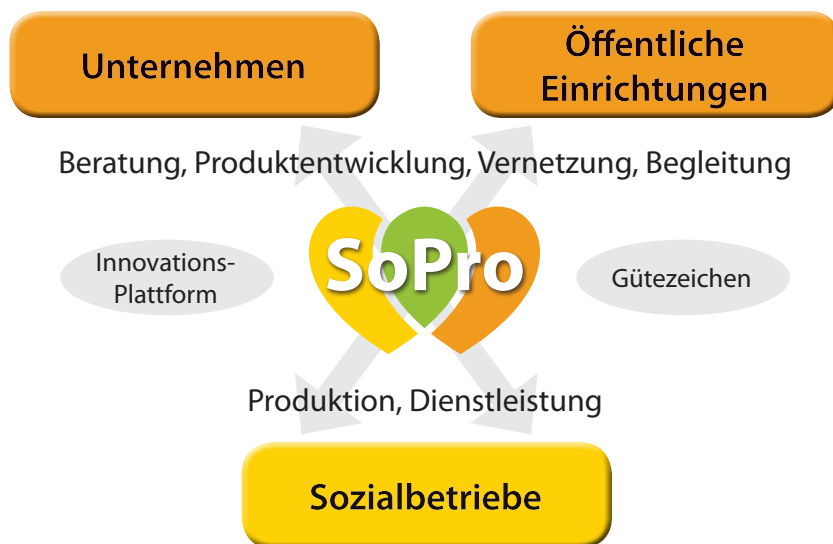 Unternehmen
Öffentliche
Einrichtungen
Beratung, Produktentwicklung, Vernetzung, Begleitung
Innovations-
Plattform
SoPro
Gütezeichen
Produktion, Dienstleistung
Sozialbetriebe